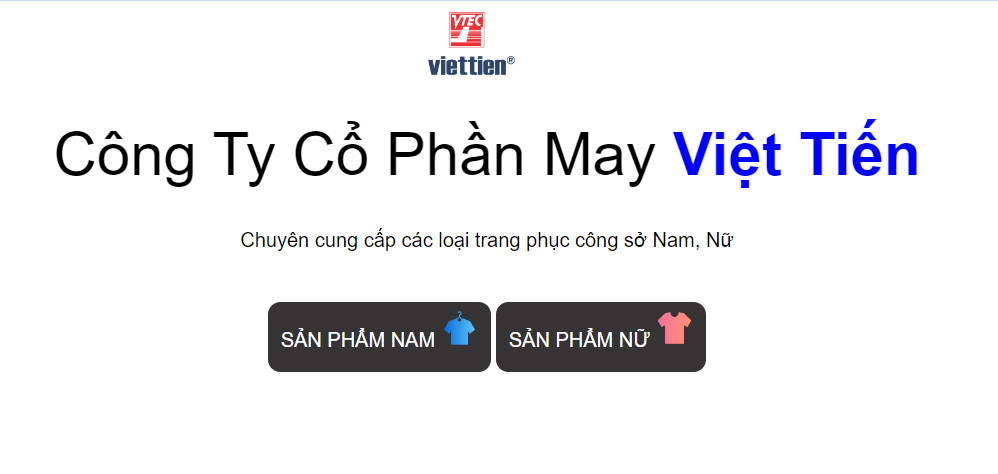 VTEC
viettien®
Công Ty Cổ Phần May Việt Tiến
Chuyên cung cấp các loại trang phục công sở Nam, Nữ
SẢN PHẨM NAM
SẢN PHẨM NỮ